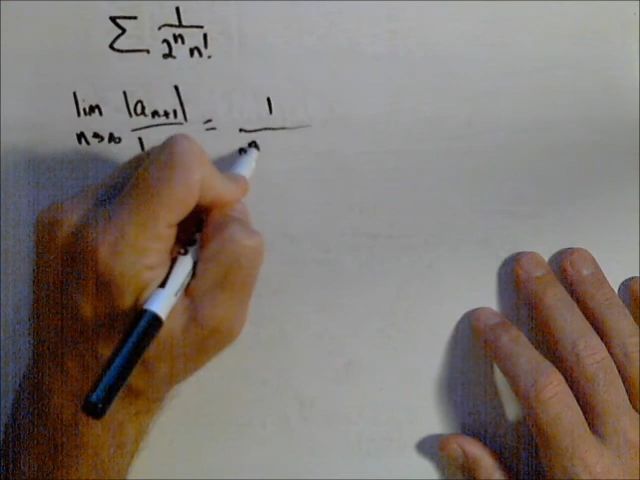 ∑ 1/(2ⁿ n!)
lim n→∞ |aₙ₊₁| = 1